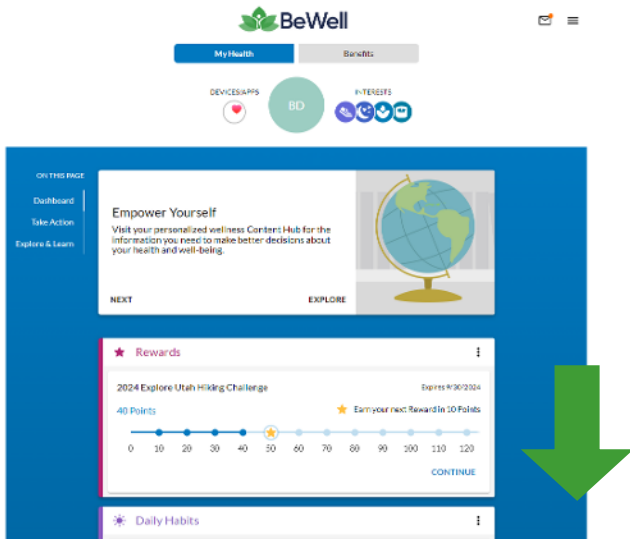 BeWell
My Health
Benefits
DEVICES/APPS
BD
INTERESTS
ON THIS PAGE
Dashboard
Take Action
Explore & Learn
Empower Yourself
Visit your personalized wellness Content Hub for the
information you need to make better decisions about
your health and well-being.
NEXT
EXPLORE
Rewards
2024 Explore Utah Hiking Challenge
Expires 9/30/2024
40 Points
Earn your next Reward in 10 Points
0 10 20 30 40 50 60 70 80 90 100 110 120
CONTINUE
Daily Habits